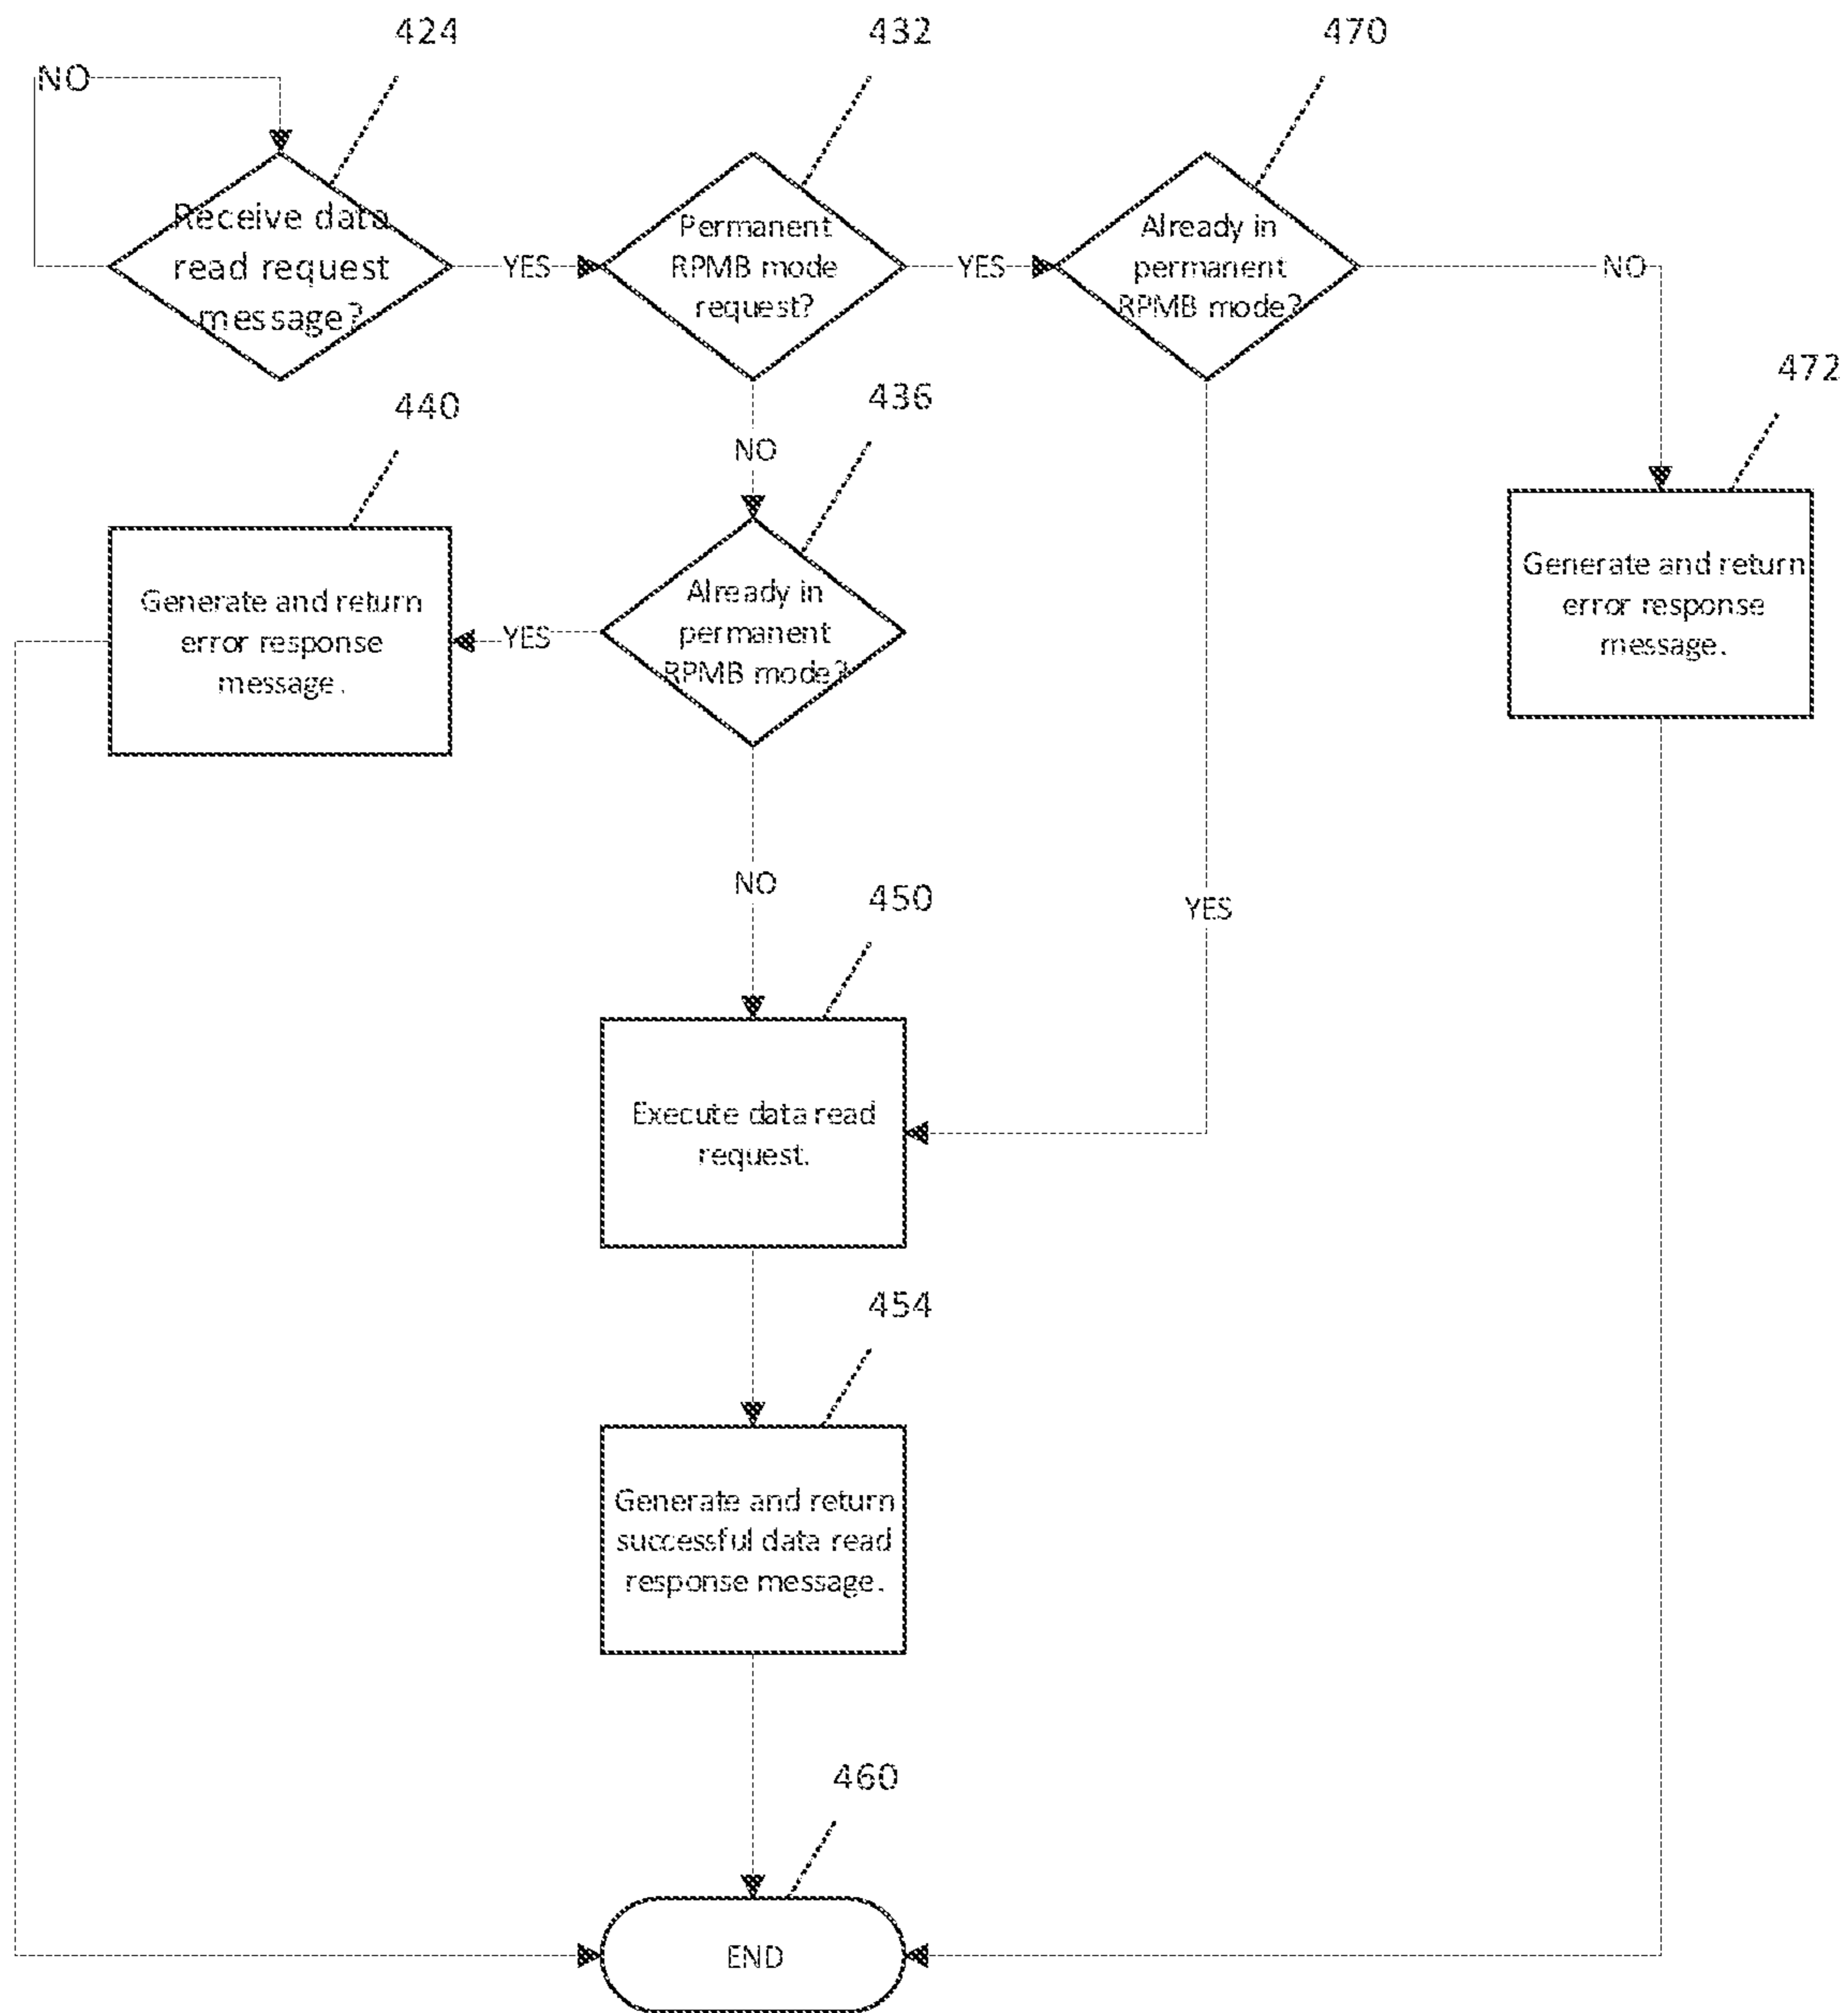 424
432
470
NO
Receive data
read request
message?
YES
Permanent
RPMB mode
request?
YES
Already in
permanent
RPMB mode?
NO
472
440
436
NO
Generate and return
error response
message.
Generate and return
error response
message.
YES
Already in
permanent
RPMB mode?
NO
450
YES
Execute data read
request.
454
Generate and return
successful data read
response message.
460
END